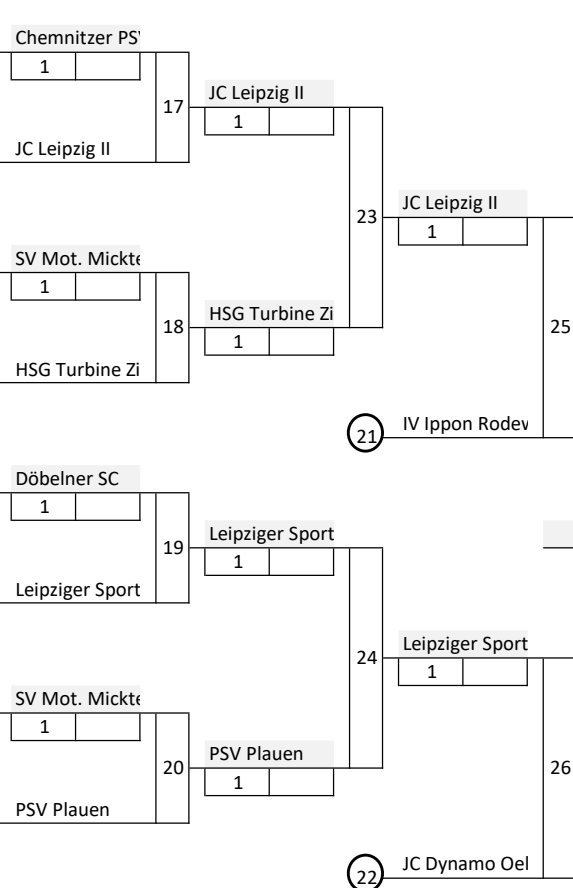 Chemnitzer PS
1
17
JC Leipzig II
1
JC Leipzig II
23
JC Leipzig II
1
SV Mot. Mickte
1
18
HSG Turbine Zi
1
25
HSG Turbine Zi
21
IV Ippon Rodev
Döbelner SC
1
19
Leipziger Sport
1
Leipziger Sport
24
Leipziger Sport
1
SV Mot. Mickte
1
20
PSV Plauen
1
26
PSV Plauen
22
JC Dynamo Oel